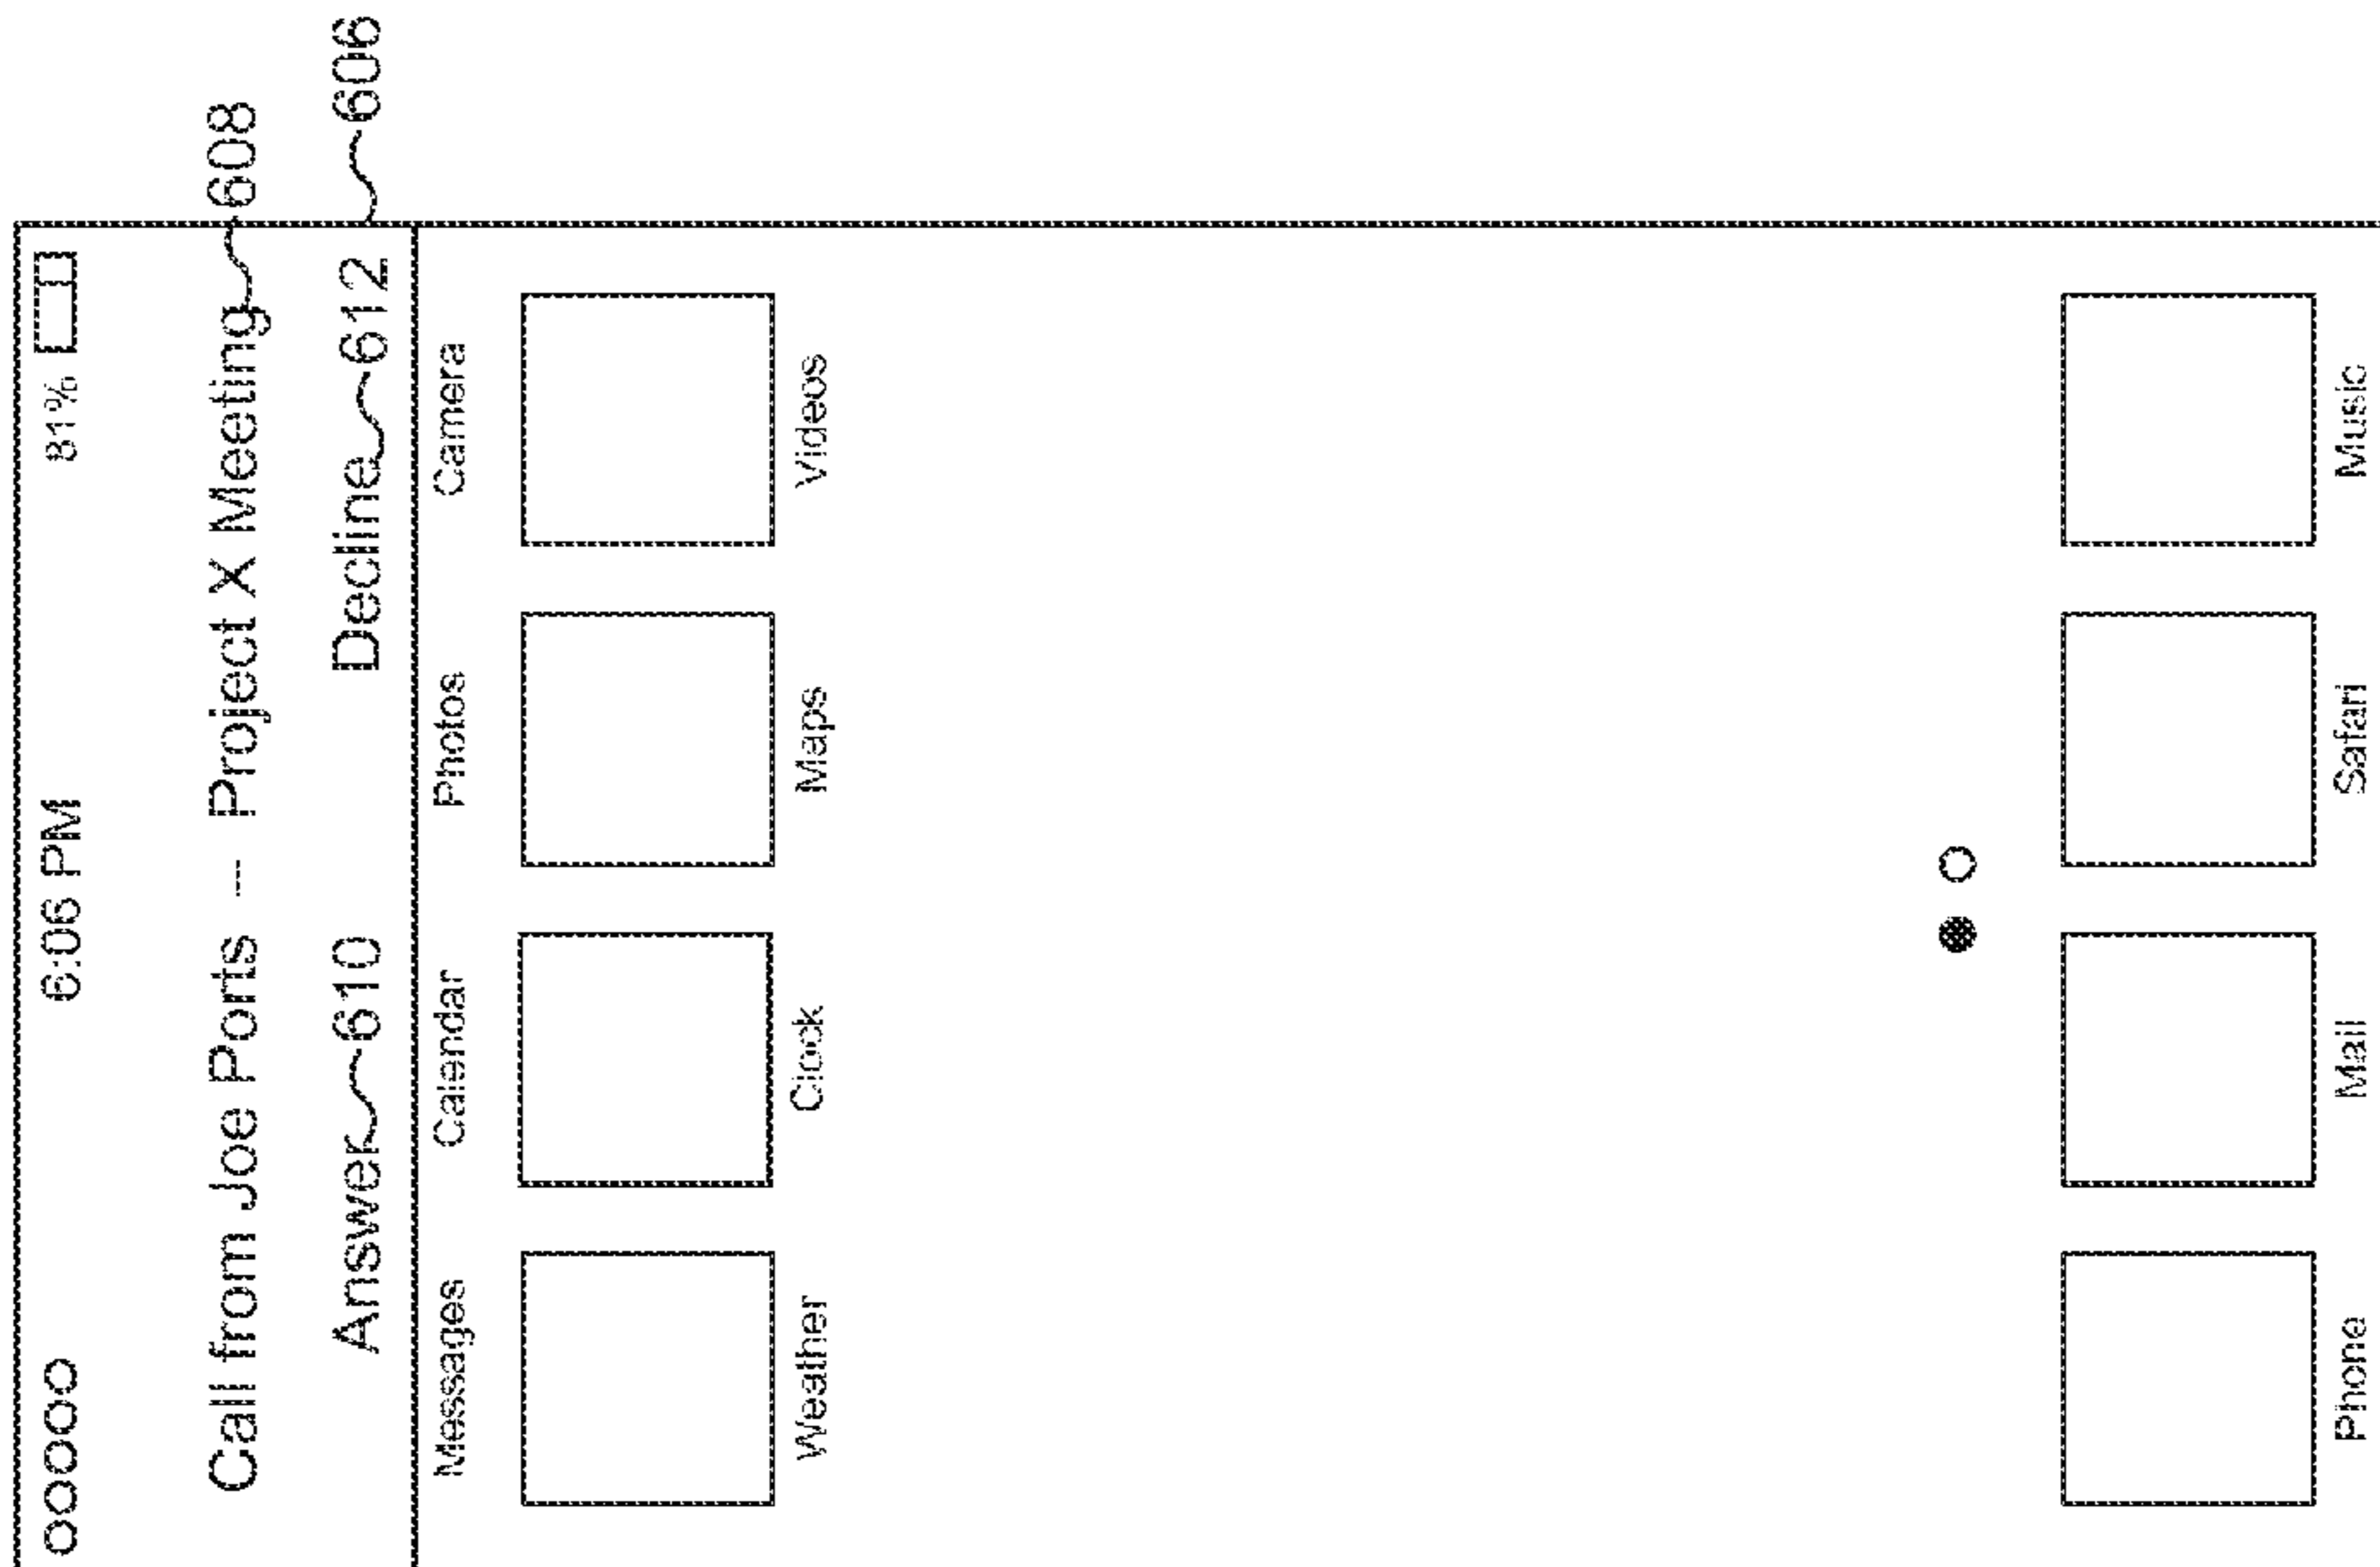 ooooo 6:06 PM 81%
Call from Joe Ports -- Project X Meeting 608
Answer 610 Decline 612 606
Messages Calendar Photos Camera
Weather Clock Maps Videos
Phone Mail Safari Music